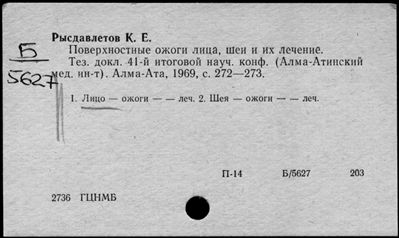 Рысдавлетов К. Е.
Б
5627
Поверхностные ожоги лица, шеи и их лечение.
Тез. докл. 41-й итоговой науч. конф. (Алма-Атинский
мед. ин-т). Алма-Ата, 1969, с. 272—273.
1. Лицо — ожоги — — леч. 2. Шея — ожоги — — леч.
П-14 Б/5627 203
2736 ГЦНМБ